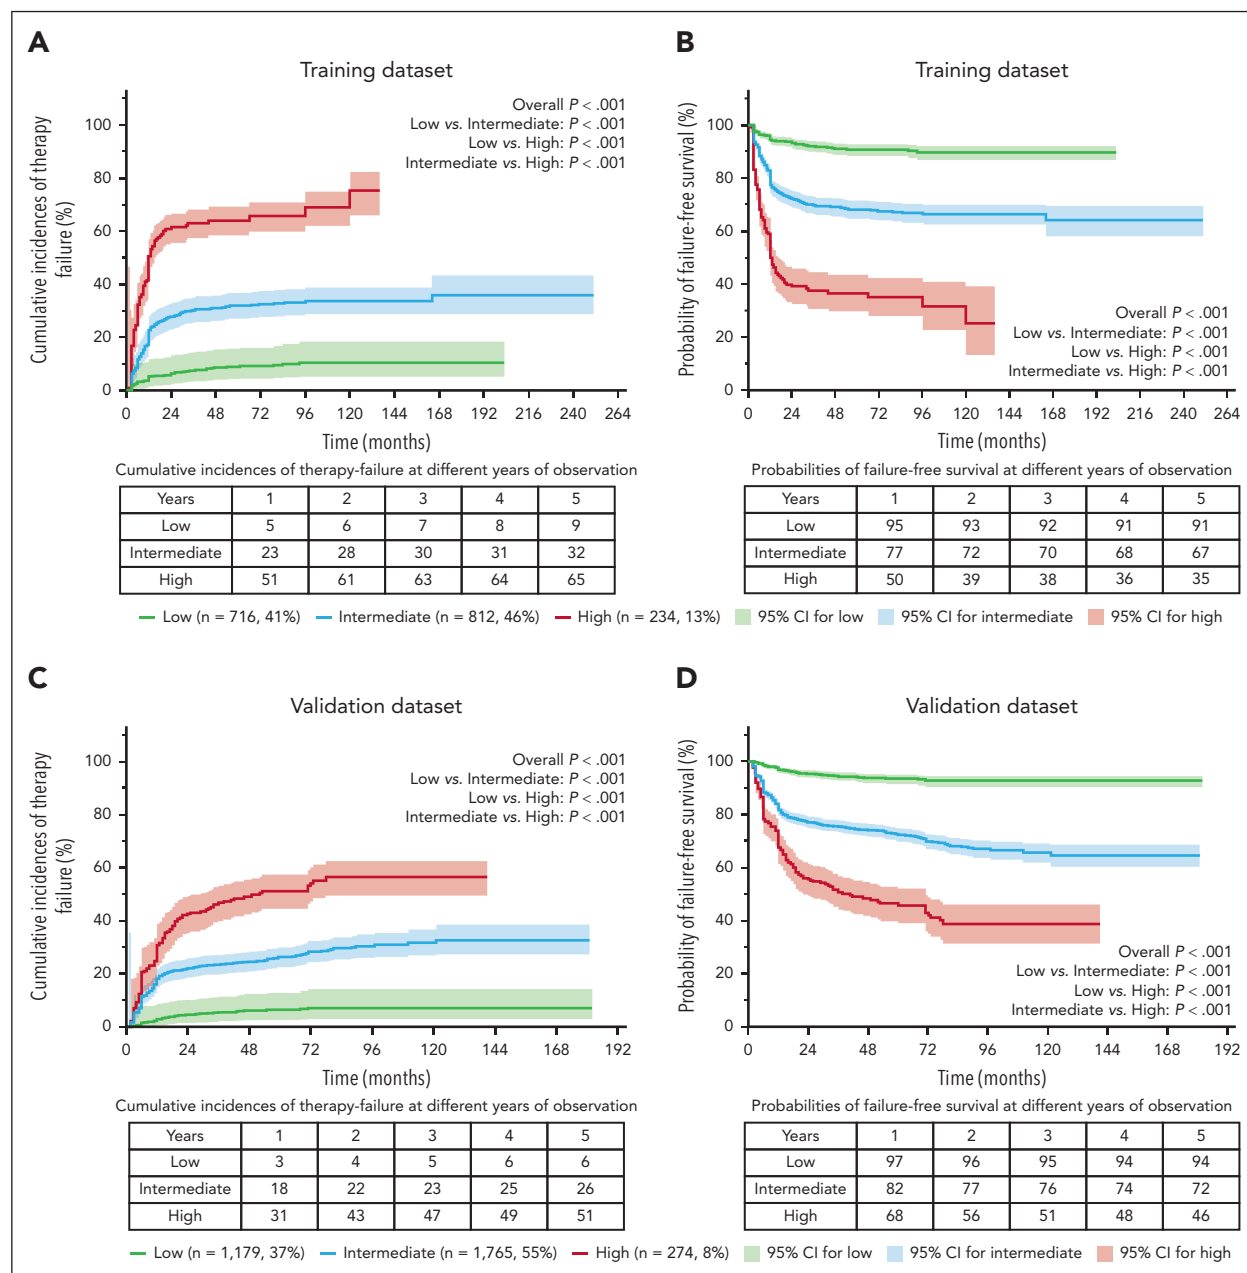 A
Training dataset
Cumulative incidences of therapy
failure (%)
Overall P < .001
Low vs. Intermediate: P < .001
Low vs. High: P < .001
Intermediate vs. High: P < .001
100
80
60
40
20
0
0 24 48 72 96 120 144 168 192 216 240 264
Time (months)
Cumulative incidences of therapy-failure at different years of observation
Years 1 2 3 4 5
Low 5 6 7 8 9
Intermediate 23 28 30 31 32
High 51 61 63 64 65
B
Training dataset
Probability of failure-free survival (%)
100
80
60
40
20
0
Overall P < .001
Low vs. Intermediate: P < .001
Low vs. High: P < .001
Intermediate vs. High: P < .001
0 24 48 72 96 120 144 168 192 216 240 264
Time (months)
Probabilities of failure-free survival at different years of observation
Years 1 2 3 4 5
Low 95 93 92 91 91
Intermediate 77 72 70 68 67
High 50 39 38 36 35
Low (n = 716, 41%) Intermediate (n = 812, 46%) High (n = 234, 13%) 95% CI for low 95% CI for intermediate 95% CI for high
C
Validation dataset
Cumulative incidences of therapy
failure (%)
Overall P < .001
Low vs. Intermediate: P < .001
Low vs. High: P < .001
Intermediate vs. High: P < .001
100
80
60
40
20
0
0 24 48 72 96 120 144 168 192
Time (months)
Cumulative incidences of therapy-failure at different years of observation
Years 1 2 3 4 5
Low 3 4 5 6 6
Intermediate 18 22 23 25 26
High 31 43 47 49 51
D
Validation dataset
Probability of failure-free survival (%)
100
80
60
40
20
0
Overall P < .001
Low vs. Intermediate: P < .001
Low vs. High: P < .001
Intermediate vs. High: P < .001
0 24 48 72 96 120 144 168 192
Time (months)
Probabilities of failure-free survival at different years of observation
Years 1 2 3 4 5
Low 97 96 95 94 94
Intermediate 82 77 76 74 72
High 68 56 51 48 46
Low (n = 1,179, 37%) Intermediate (n = 1,765, 55%) High (n = 274, 8%) 95% CI for low 95% CI for intermediate 95% CI for high